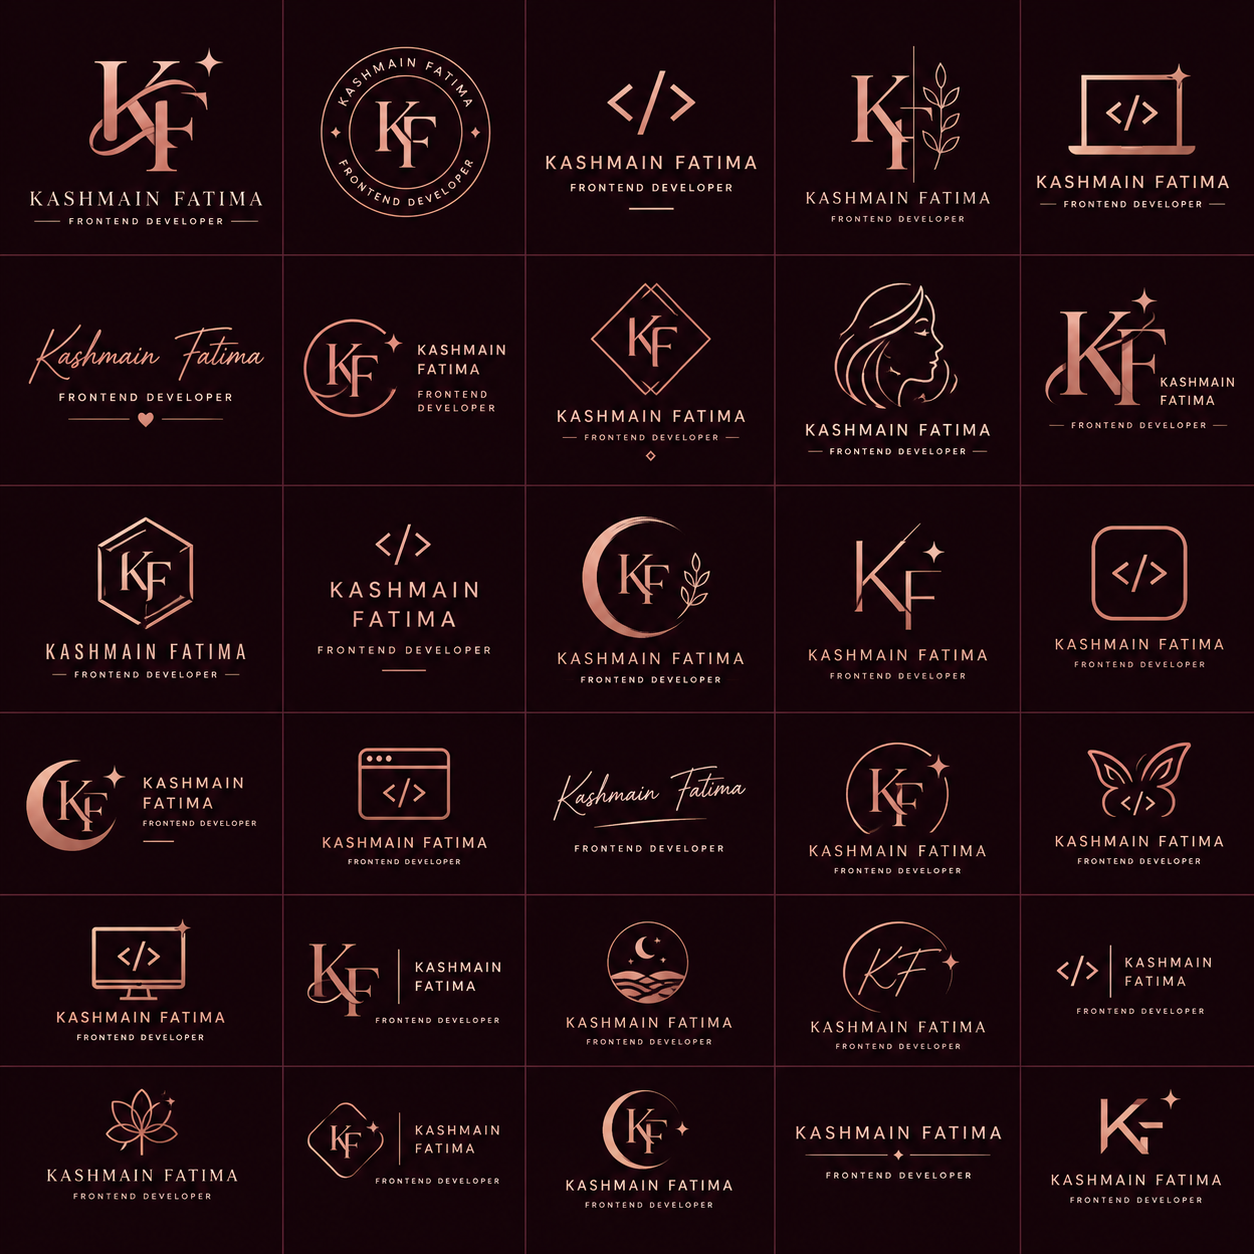 KF
KASHMAIN FATIMA
FRONTEND DEVELOPER
KASHMAIN FATIMA
KF
FRONTEND DEVELOPER
</>
KASHMAIN FATIMA
FRONTEND DEVELOPER
KF
KASHMAIN FATIMA
FRONTEND DEVELOPER
</>
KASHMAIN FATIMA
FRONTEND DEVELOPER
Kashmain Fatima
FRONTEND DEVELOPER
KF
KASHMAIN
FATIMA
FRONTEND
DEVELOPER
KF
KASHMAIN FATIMA
FRONTEND DEVELOPER
KASHMAIN FATIMA
FRONTEND DEVELOPER
KF
KASHMAIN
FATIMA
FRONTEND DEVELOPER
KF
KASHMAIN FATIMA
FRONTEND DEVELOPER
</>
KASHMAIN
FATIMA
FRONTEND DEVELOPER
KF
KASHMAIN FATIMA
FRONTEND DEVELOPER
KF
KASHMAIN FATIMA
FRONTEND DEVELOPER
</>
KASHMAIN FATIMA
FRONTEND DEVELOPER
KF
KASHMAIN
FATIMA
FRONTEND DEVELOPER
</>
KASHMAIN FATIMA
FRONTEND DEVELOPER
Kashmain Fatima
FRONTEND DEVELOPER
KF
KASHMAIN FATIMA
FRONTEND DEVELOPER
</>
KASHMAIN FATIMA
FRONTEND DEVELOPER
</>
KASHMAIN FATIMA
FRONTEND DEVELOPER
KF
KASHMAIN
FATIMA
FRONTEND DEVELOPER
KASHMAIN FATIMA
FRONTEND DEVELOPER
KF
KASHMAIN FATIMA
FRONTEND DEVELOPER
</>
KASHMAIN
FATIMA
FRONTEND DEVELOPER
KASHMAIN FATIMA
FRONTEND DEVELOPER
KF
KASHMAIN
FATIMA
FRONTEND DEVELOPER
KF
KASHMAIN FATIMA
FRONTEND DEVELOPER
KASHMAIN FATIMA
FRONTEND DEVELOPER
KF
KASHMAIN FATIMA
FRONTEND DEVELOPER